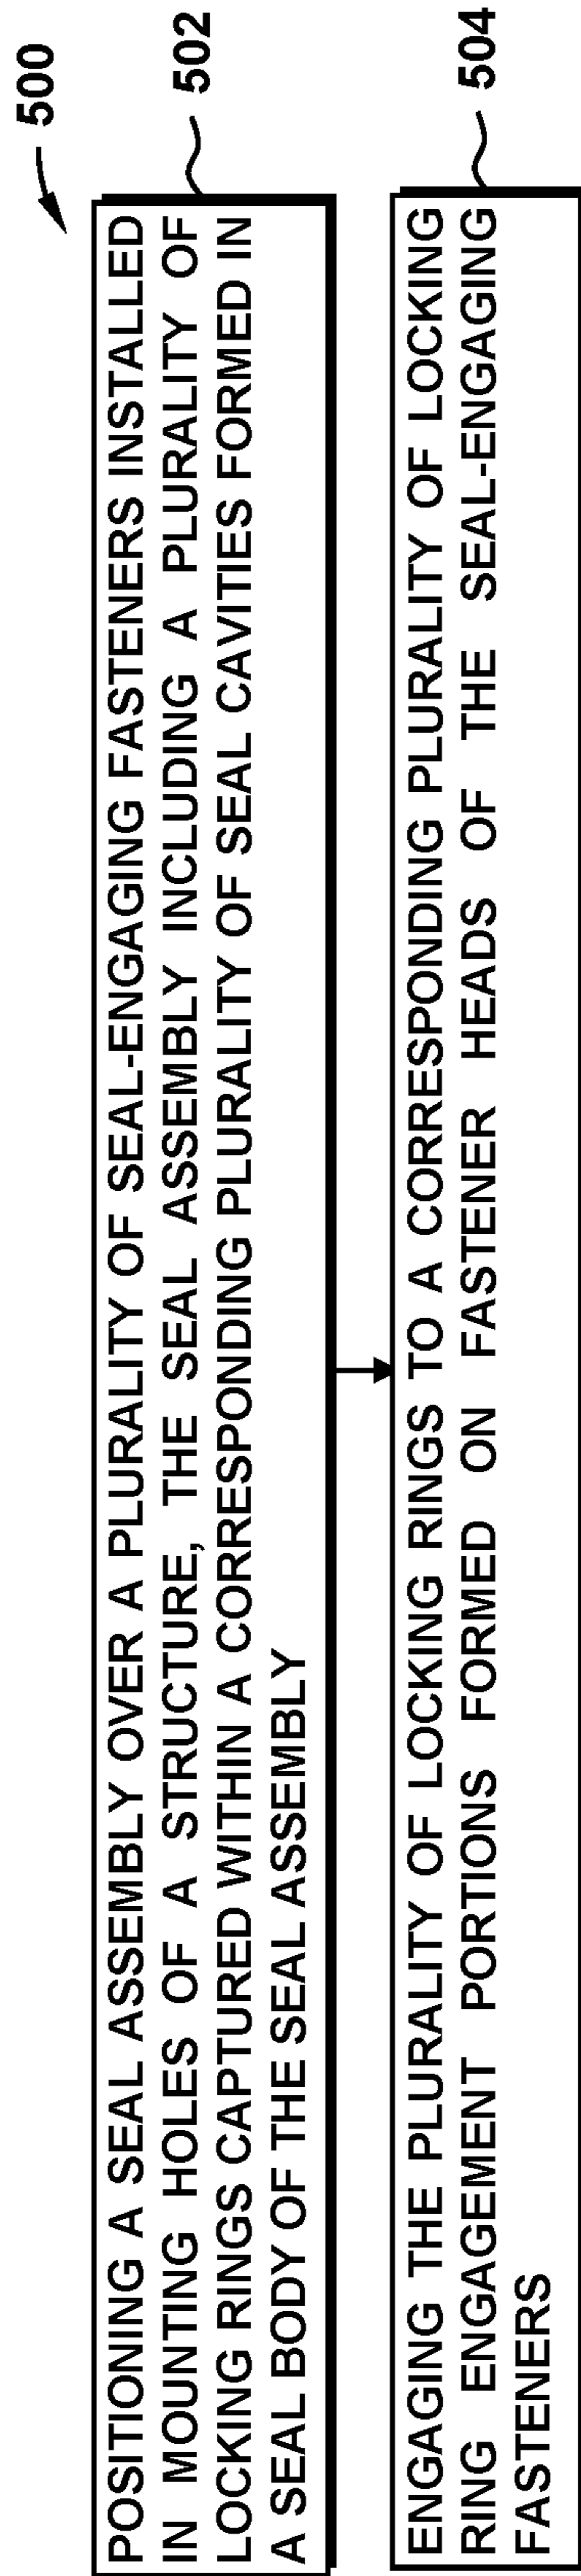 500
POSITIONING A SEAL ASSEMBLY OVER A PLURALITY OF SEAL-ENGAGING FASTENERS INSTALLED
IN MOUNTING HOLES OF A STRUCTURE, THE SEAL ASSEMBLY INCLUDING A PLURALITY OF
LOCKING RINGS CAPTURED WITHIN A CORRESPONDING PLURALITY OF SEAL CAVITIES FORMED IN
A SEAL BODY OF THE SEAL ASSEMBLY
502
ENGAGING THE PLURALITY OF LOCKING RINGS TO A CORRESPONDING PLURALITY OF LOCKING
RING ENGAGEMENT PORTIONS FORMED ON FASTENER HEADS OF THE SEAL-ENGAGING
FASTENERS
504